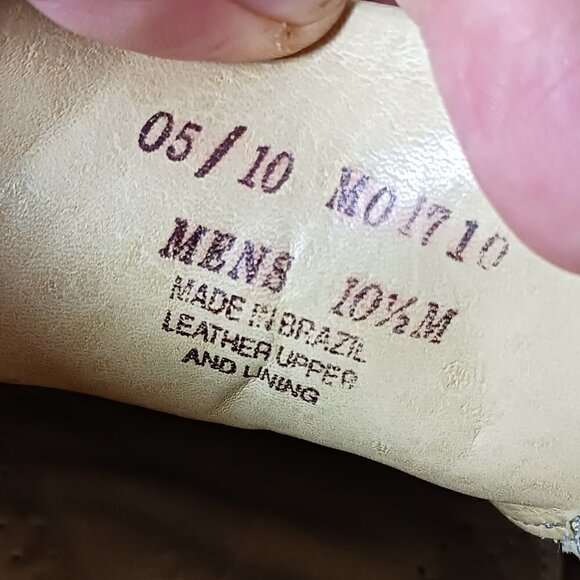 05/10 M01710
MENS 10½M
MADE IN BRAZIL
LEATHER UPPER
AND LINING